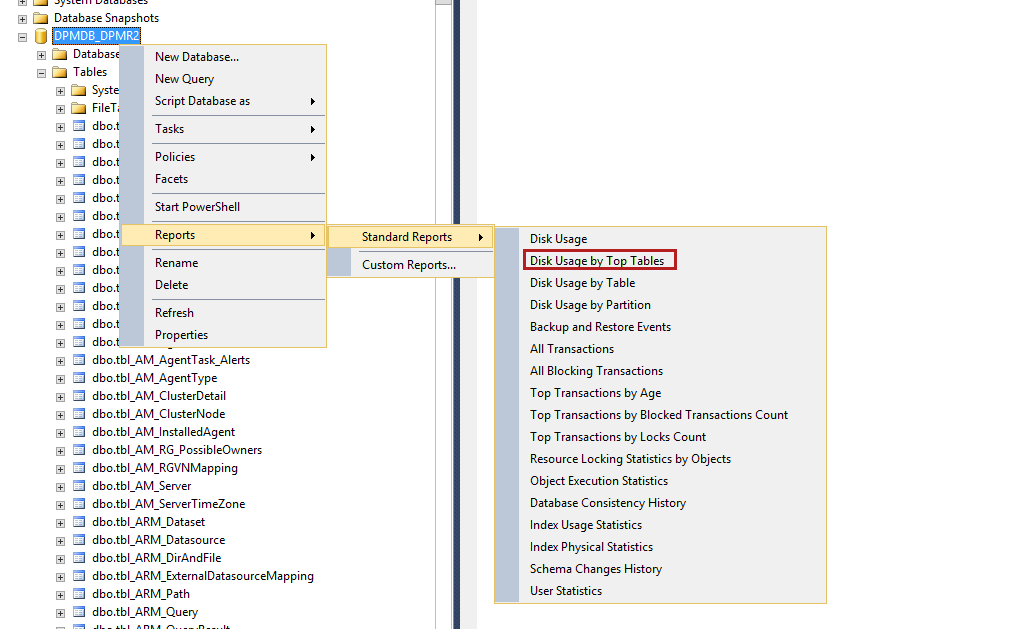 System Databases
Database Snapshots
DPMDB_DPMR2
Database
Tables
Syste
FileTa
dbo.t
dbo.t
dbo.t
dbo.t
dbo.t
dbo.t
dbo.t
dbo.t
dbo.t
dbo.t
dbo.t
dbo.t
dbo.t
dbo.tbl_AM_AgentTask_Alerts
dbo.tbl_AM_AgentType
dbo.tbl_AM_ClusterDetail
dbo.tbl_AM_ClusterNode
dbo.tbl_AM_InstalledAgent
dbo.tbl_AM_RG_PossibleOwners
dbo.tbl_AM_RGVNMapping
dbo.tbl_AM_Server
dbo.tbl_AM_ServerTimeZone
dbo.tbl_ARM_Dataset
dbo.tbl_ARM_Datasource
dbo.tbl_ARM_DirAndFile
dbo.tbl_ARM_ExternalDatasourceMapping
dbo.tbl_ARM_Path
dbo.tbl_ARM_Query
dbo.tbl_ARM_QueryResult
New Database...
New Query
Script Database as
Tasks
Policies
Facets
Start PowerShell
Reports
Rename
Delete
Refresh
Properties
Standard Reports
Custom Reports...
Disk Usage
Disk Usage by Top Tables
Disk Usage by Table
Disk Usage by Partition
Backup and Restore Events
All Transactions
All Blocking Transactions
Top Transactions by Age
Top Transactions by Blocked Transactions Count
Top Transactions by Locks Count
Resource Locking Statistics by Objects
Object Execution Statistics
Database Consistency History
Index Usage Statistics
Index Physical Statistics
Schema Changes History
User Statistics